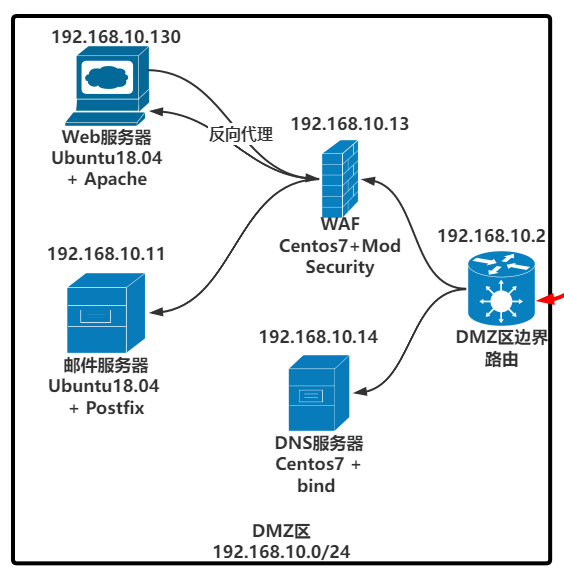 192.168.10.130
Web服务器
Ubuntu18.04
+ Apache
反向代理
192.168.10.13
WAF
Centos7+Mod
Security
192.168.10.2
DMZ区边界
路由
192.168.10.11
邮件服务器
Ubuntu18.04
+ Postfix
192.168.10.14
DNS服务器
Centos7 +
bind
DMZ区
192.168.10.0/24